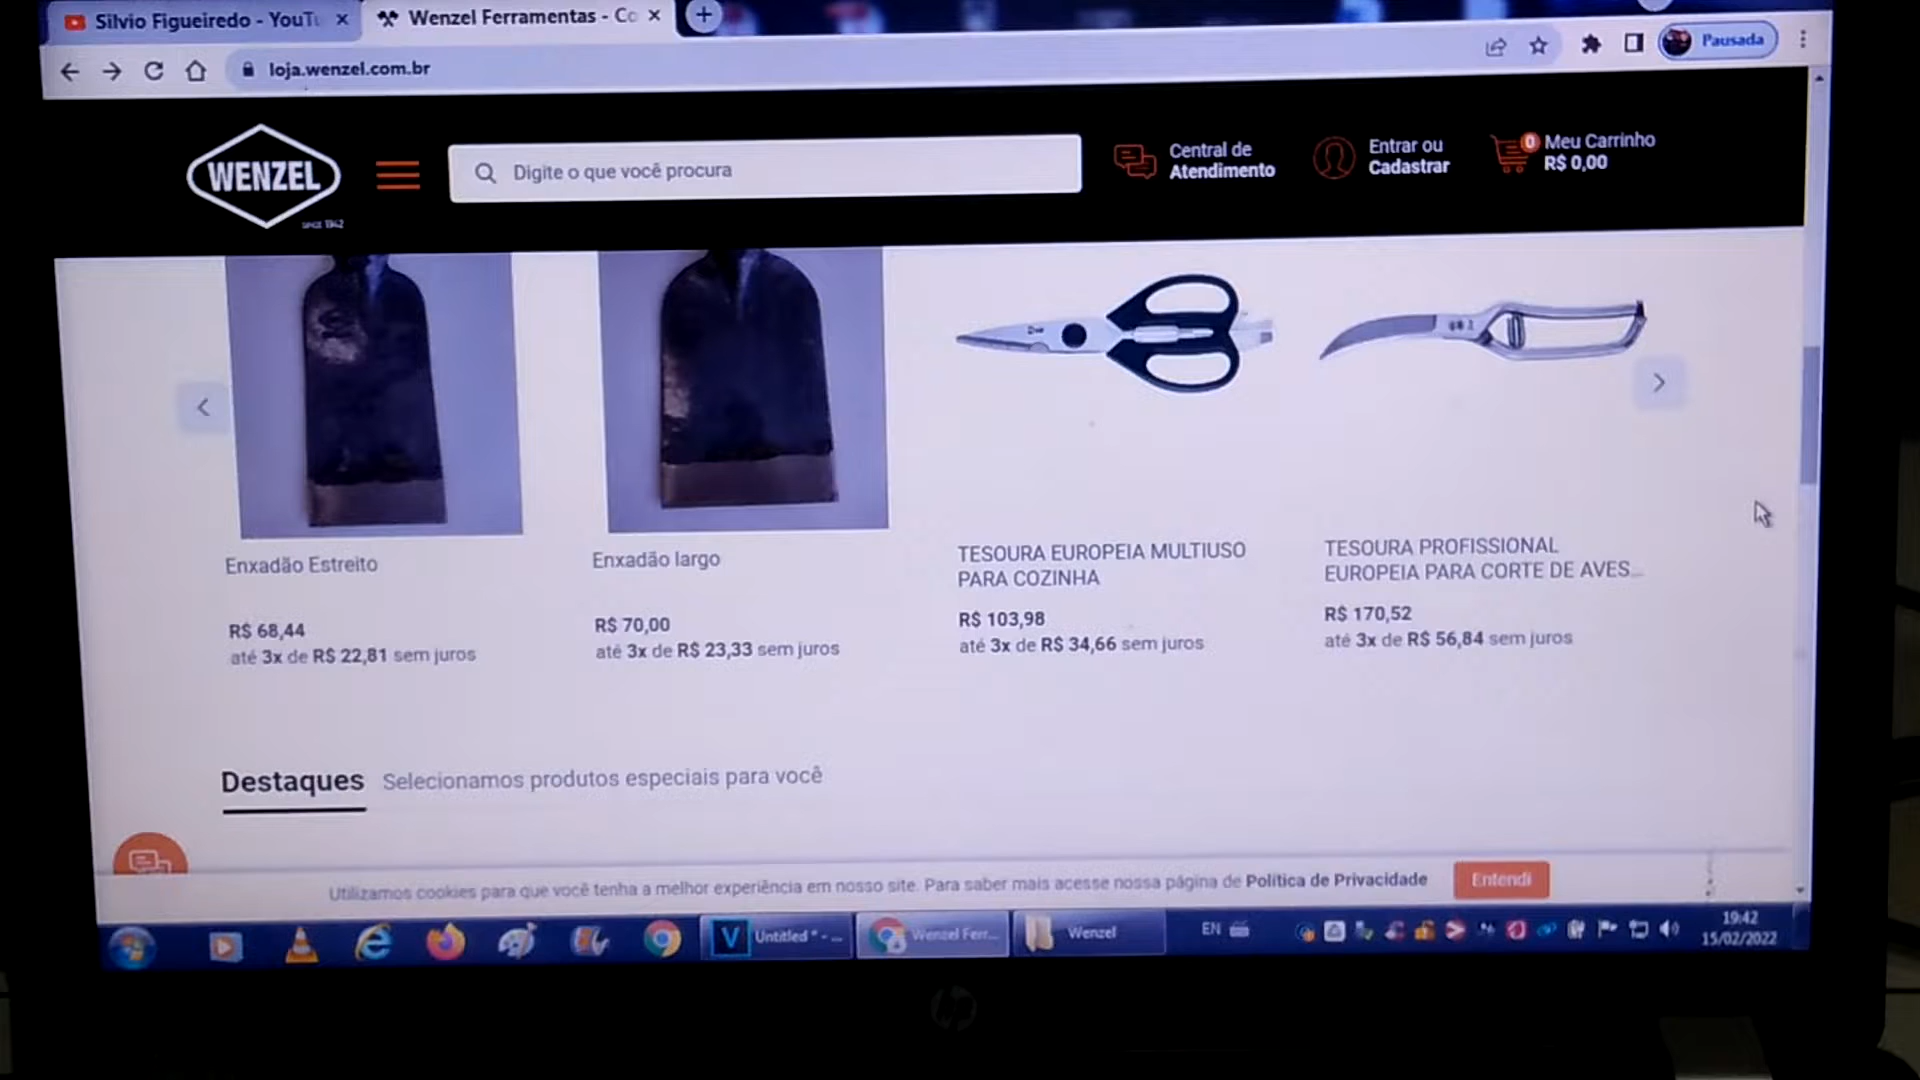 Silvio Figueiredo - YouTu
Wenzel Ferramentas - Co
loja.wenzel.com.br
Pausada
WENZEL
SINCE 1942
Digite o que você procura
Central de
Atendimento
Entrar ou
Cadastrar
0
Meu Carrinho
R$ 0,00
Enxadão Estreito
R$ 68,44
até 3x de R$ 22,81 sem juros
Enxadão largo
R$ 70,00
até 3x de R$ 23,33 sem juros
TESOURA EUROPEIA MULTIUSO
PARA COZINHA
R$ 103,98
até 3x de R$ 34,66 sem juros
TESOURA PROFISSIONAL
EUROPEIA PARA CORTE DE AVES...
R$ 170,52
até 3x de R$ 56,84 sem juros
Destaques Selecionamos produtos especiais para você
Utilizamos cookies para que você tenha a melhor experiência em nosso site. Para saber mais acesse nossa página de Política de Privacidade
Entendi
Untitled * - ...
Wenzel Ferr...
Wenzel
EN
19:42
15/02/2022
hp